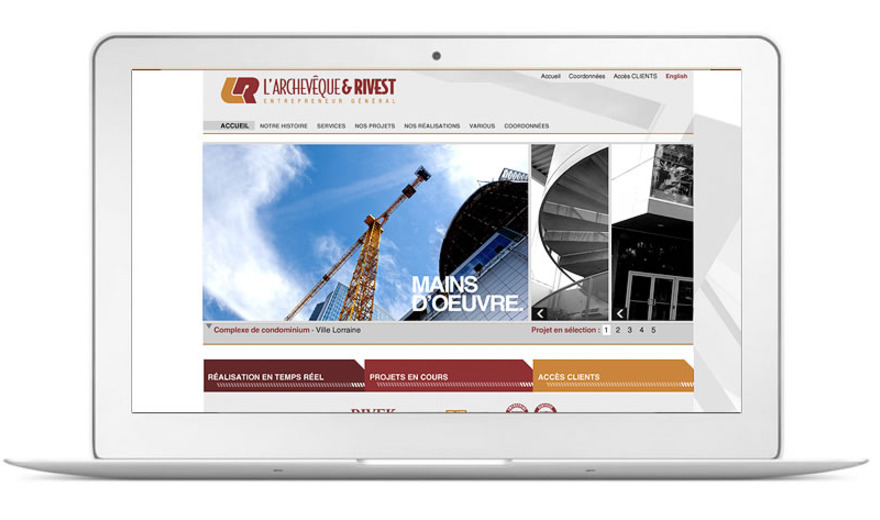 Accueil Coordonnées Accès CLIENTS English
LR L'ARCHEVÊQUE & RIVEST
ENTREPRENEUR GÉNÉRAL
ACCUEIL NOTRE HISTOIRE SERVICES NOS PROJETS NOS RÉALISATIONS VARIOUS COORDONNÉES
MAINS
D'OEUVRE.
Complexe de condominium - Ville Lorraine
Projet en sélection : 1 2 3 4 5
RÉALISATION EN TEMPS RÉEL PROJETS EN COURS ACCÈS CLIENTS